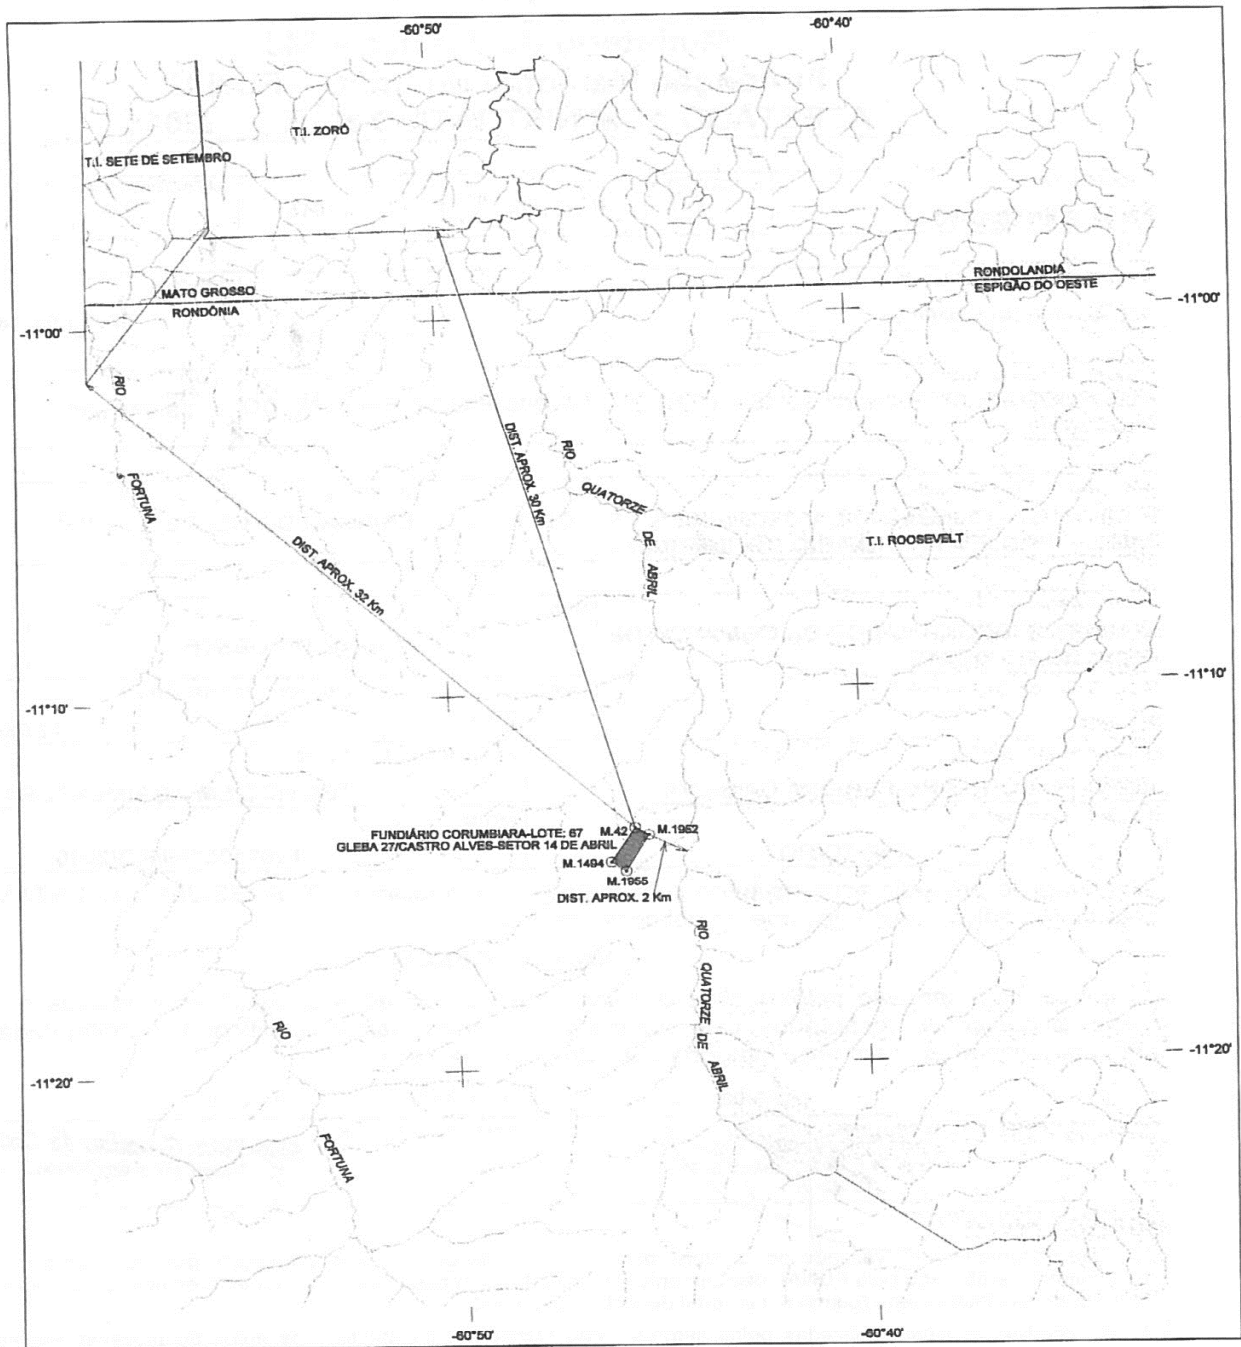 -60°50'
-60°40'
T.I. ZORÓ
T.I. SETE DE SETEMBRO
RONDOLANDIA
ESPIGÃO DO OESTE
MATO GROSSO
RONDÔNIA
-11°00'
-11°00'
RIO
FORTUNA
DIST. APROX. 30 Km
RIO
QUATORZE
DE
ABRIL
T.I. ROOSEVELT
DIST. APROX. 32 Km
-11°10'
-11°10'
FUNDIÁRIO CORUMBIARA-LOTE: 67
GLEBA 27/CASTRO ALVES-SETOR 14 DE ABRIL
M.42
M.1952
M.1494
M.1955
DIST. APROX. 2 Km
RIO
QUATORZE
DE
ABRIL
RIO
FORTUNA
-11°20'
-11°20'
-60°50'
-60°40'